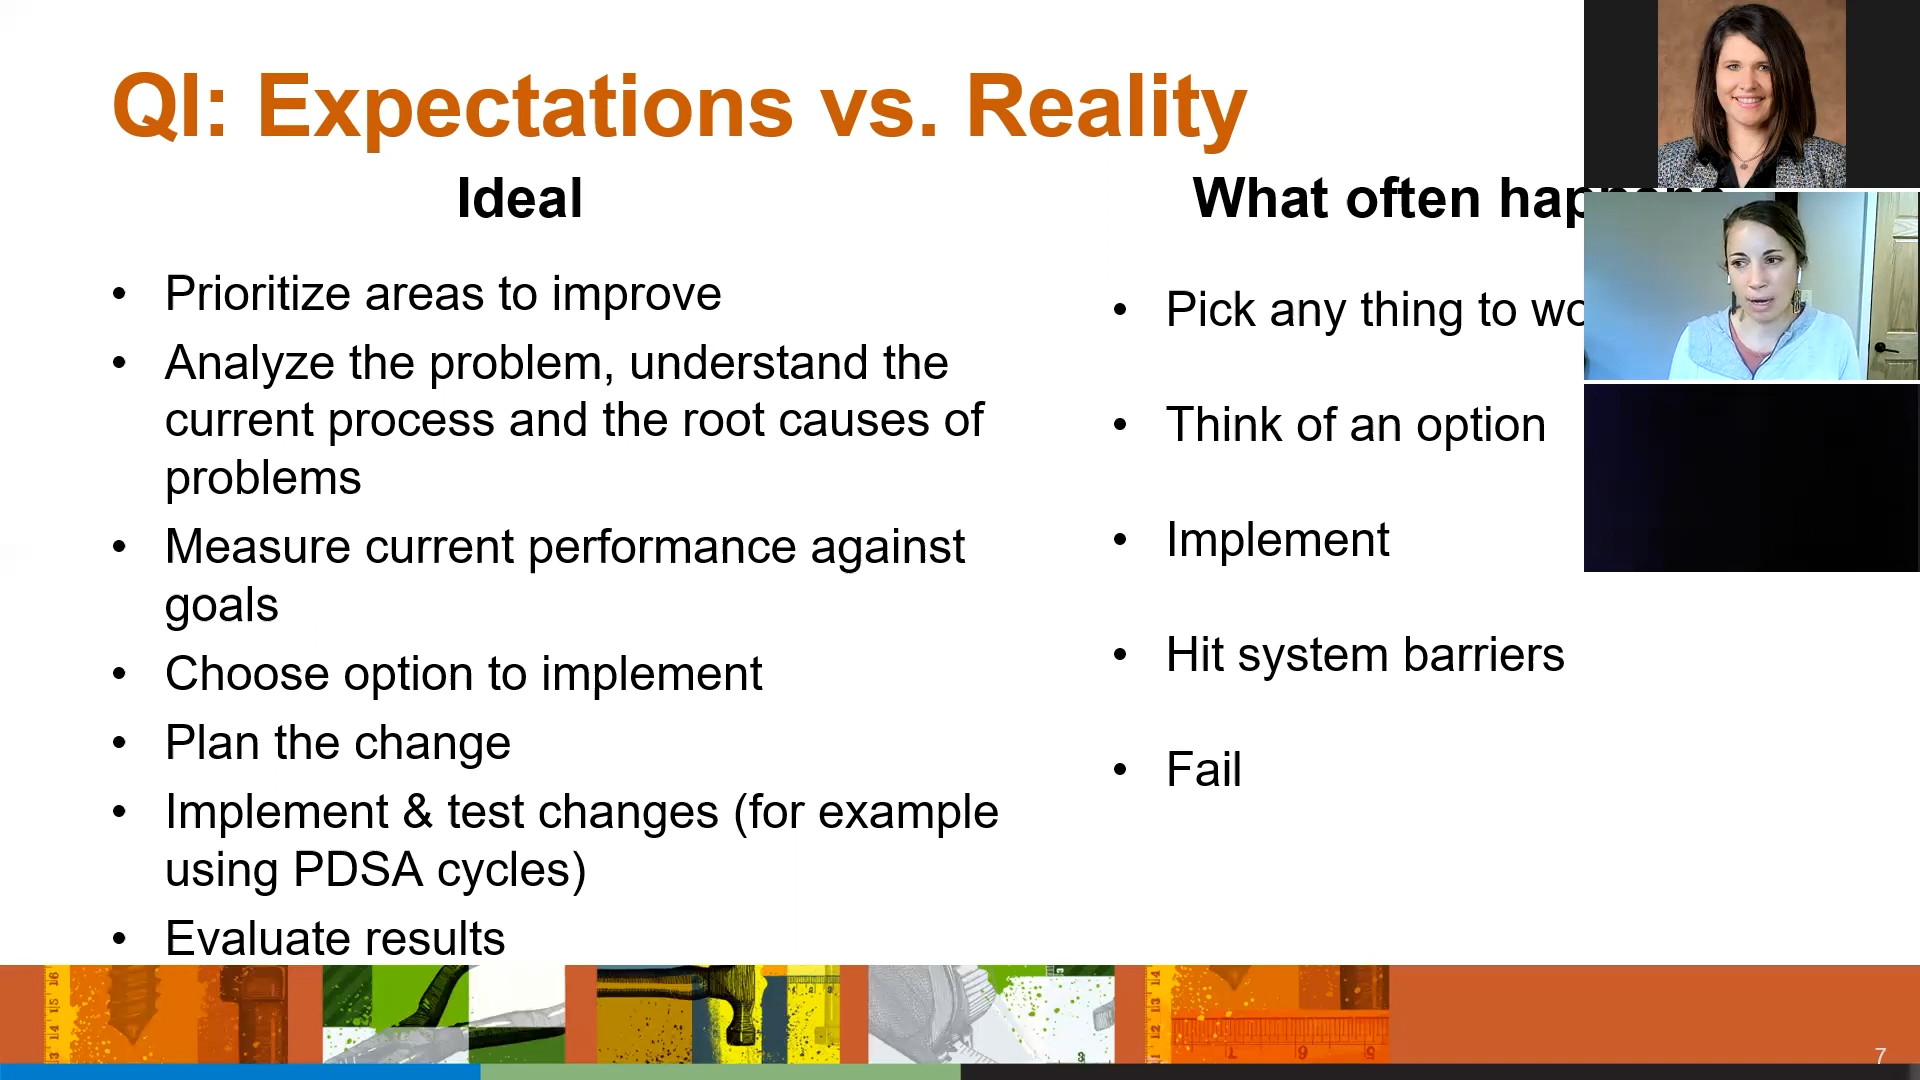 QI: Expectations vs. Reality
Ideal
• Prioritize areas to improve
• Analyze the problem, understand the
current process and the root causes of
problems
• Measure current performance against
goals
• Choose option to implement
• Plan the change
• Implement & test changes (for example
using PDSA cycles)
• Evaluate results
What often
• Pick any thing to
• Think of an option
• Implement
• Hit system barriers
• Fail
7